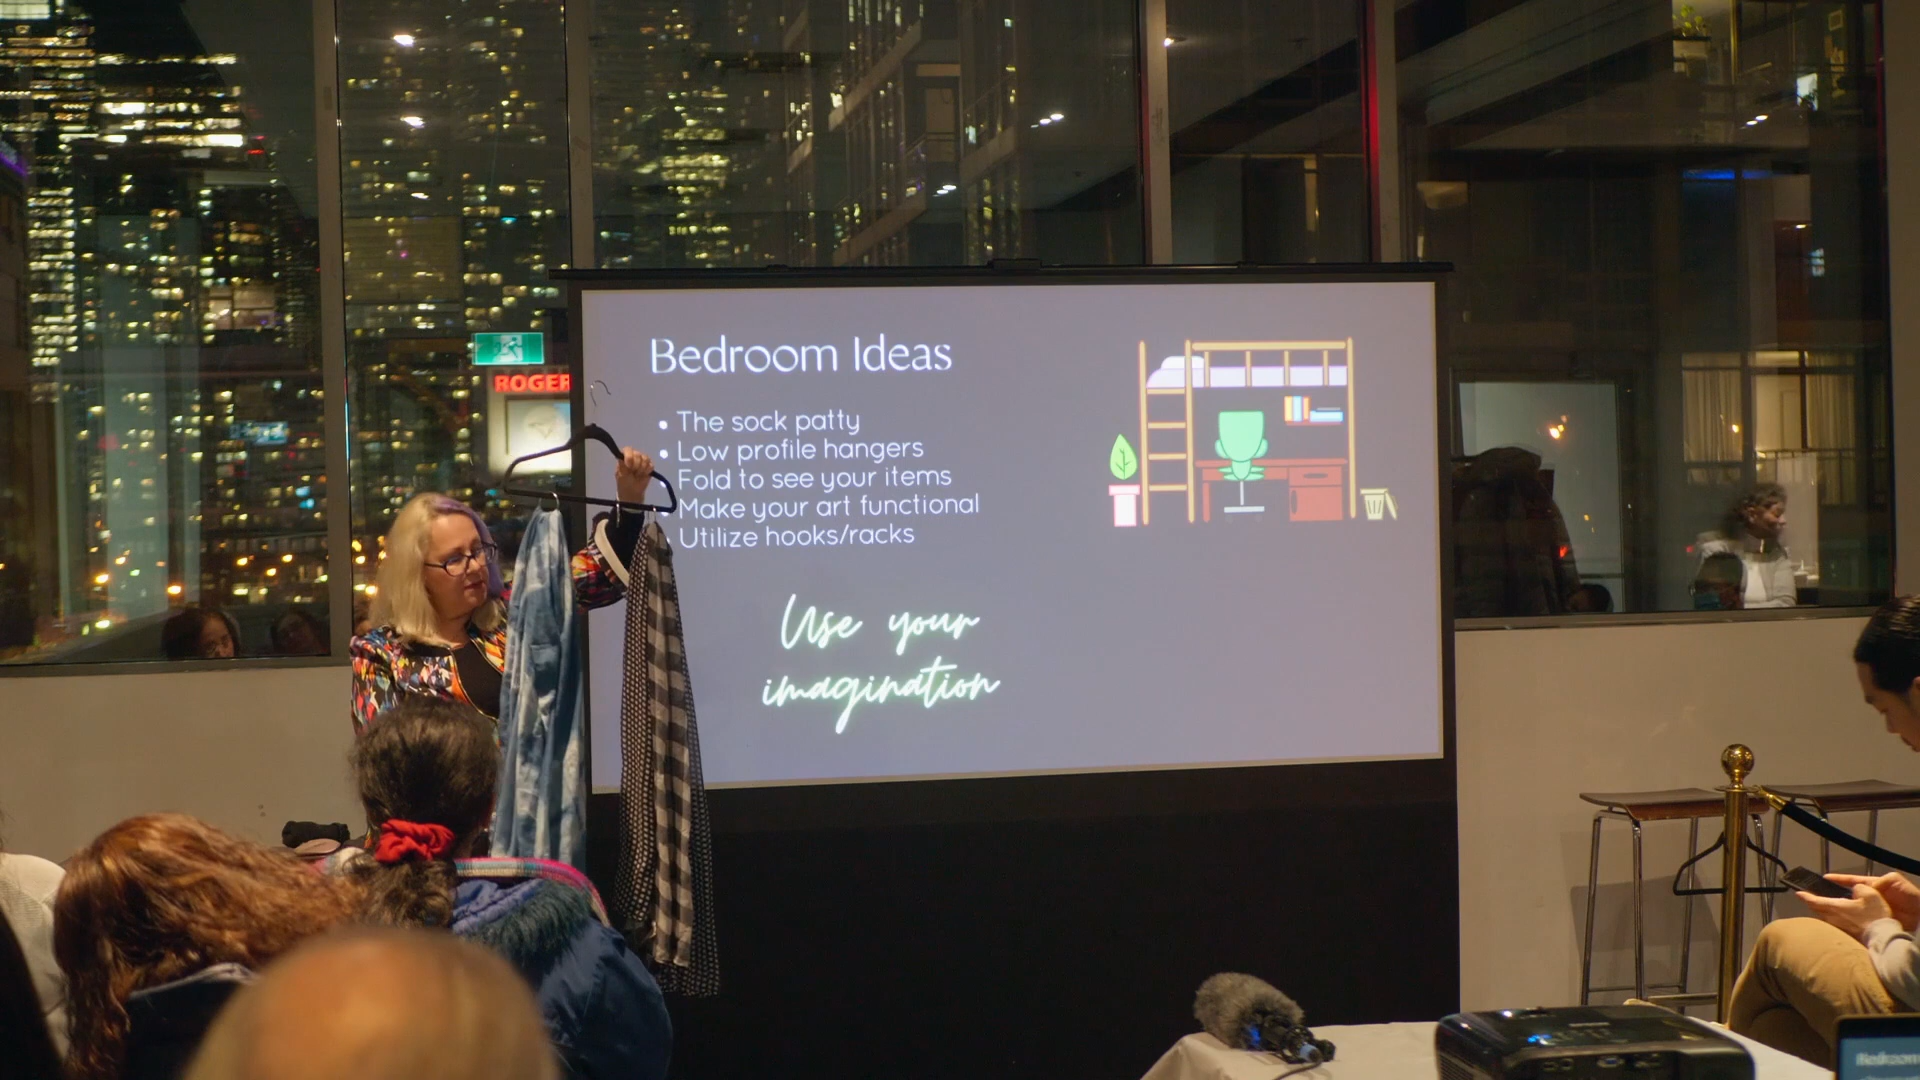 ROGER
Bedroom Ideas
• The sock patty
• Low profile hangers
Fold to see your items
Make your art functional
• Utilize hooks/racks
Use your
imagination
Bedroom